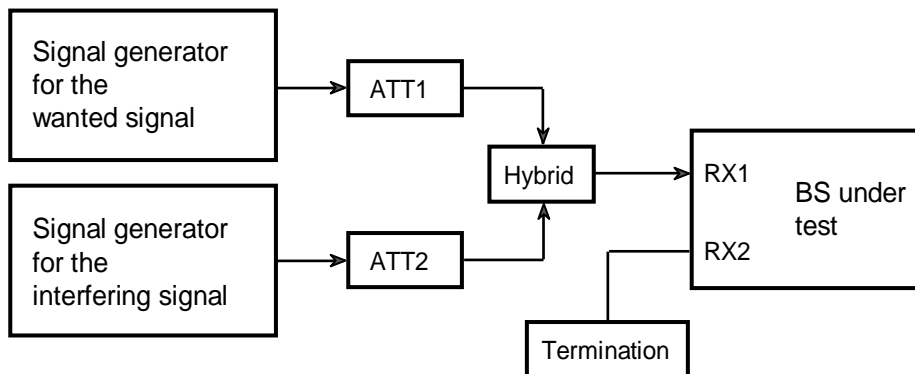 Signal generator
for the
wanted signal
ATT1
Hybrid
RX1
BS under
test
RX2
Signal generator
for the
interfering signal
ATT2
Termination